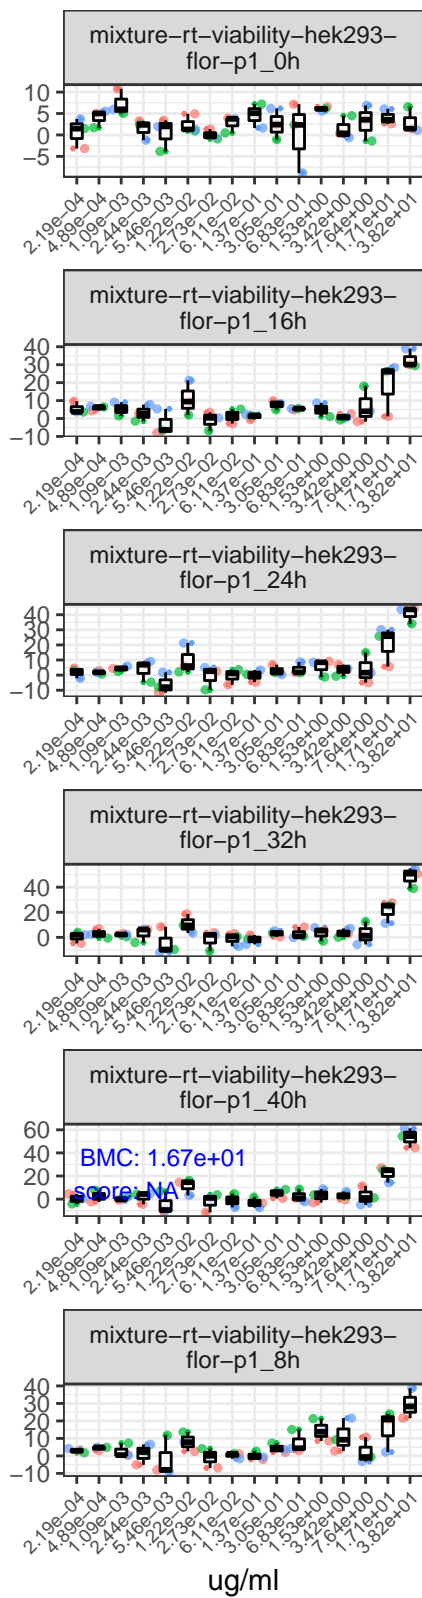 mixture−rt−viability−hek293−
flor−p1_0h
10
5
0
−5
2.19e−04
4.89e−04
1.09e−03
2.44e−03
5.46e−03
1.22e−02
2.73e−02
6.11e−02
1.37e−01
3.05e−01
6.83e−01
1.53e+00
3.42e+00
7.64e+00
1.71e+01
3.82e+01
mixture−rt−viability−hek293−
flor−p1_16h
40
30
20
10
0
−10
2.19e−04
4.89e−04
1.09e−03
2.44e−03
5.46e−03
1.22e−02
2.73e−02
6.11e−02
1.37e−01
3.05e−01
6.83e−01
1.53e+00
3.42e+00
7.64e+00
1.71e+01
3.82e+01
mixture−rt−viability−hek293−
flor−p1_24h
40
30
20
10
0
−10
2.19e−04
4.89e−04
1.09e−03
2.44e−03
5.46e−03
1.22e−02
2.73e−02
6.11e−02
1.37e−01
3.05e−01
6.83e−01
1.53e+00
3.42e+00
7.64e+00
1.71e+01
3.82e+01
mixture−rt−viability−hek293−
flor−p1_32h
40
20
0
2.19e−04
4.89e−04
1.09e−03
2.44e−03
5.46e−03
1.22e−02
2.73e−02
6.11e−02
1.37e−01
3.05e−01
6.83e−01
1.53e+00
3.42e+00
7.64e+00
1.71e+01
3.82e+01
mixture−rt−viability−hek293−
flor−p1_40h
60
40
20
0
BMC: 1.67e+01
score: NA
2.19e−04
4.89e−04
1.09e−03
2.44e−03
5.46e−03
1.22e−02
2.73e−02
6.11e−02
1.37e−01
3.05e−01
6.83e−01
1.53e+00
3.42e+00
7.64e+00
1.71e+01
3.82e+01
mixture−rt−viability−hek293−
flor−p1_8h
40
30
20
10
0
−10
2.19e−04
4.89e−04
1.09e−03
2.44e−03
5.46e−03
1.22e−02
2.73e−02
6.11e−02
1.37e−01
3.05e−01
6.83e−01
1.53e+00
3.42e+00
7.64e+00
1.71e+01
3.82e+01
ug/ml